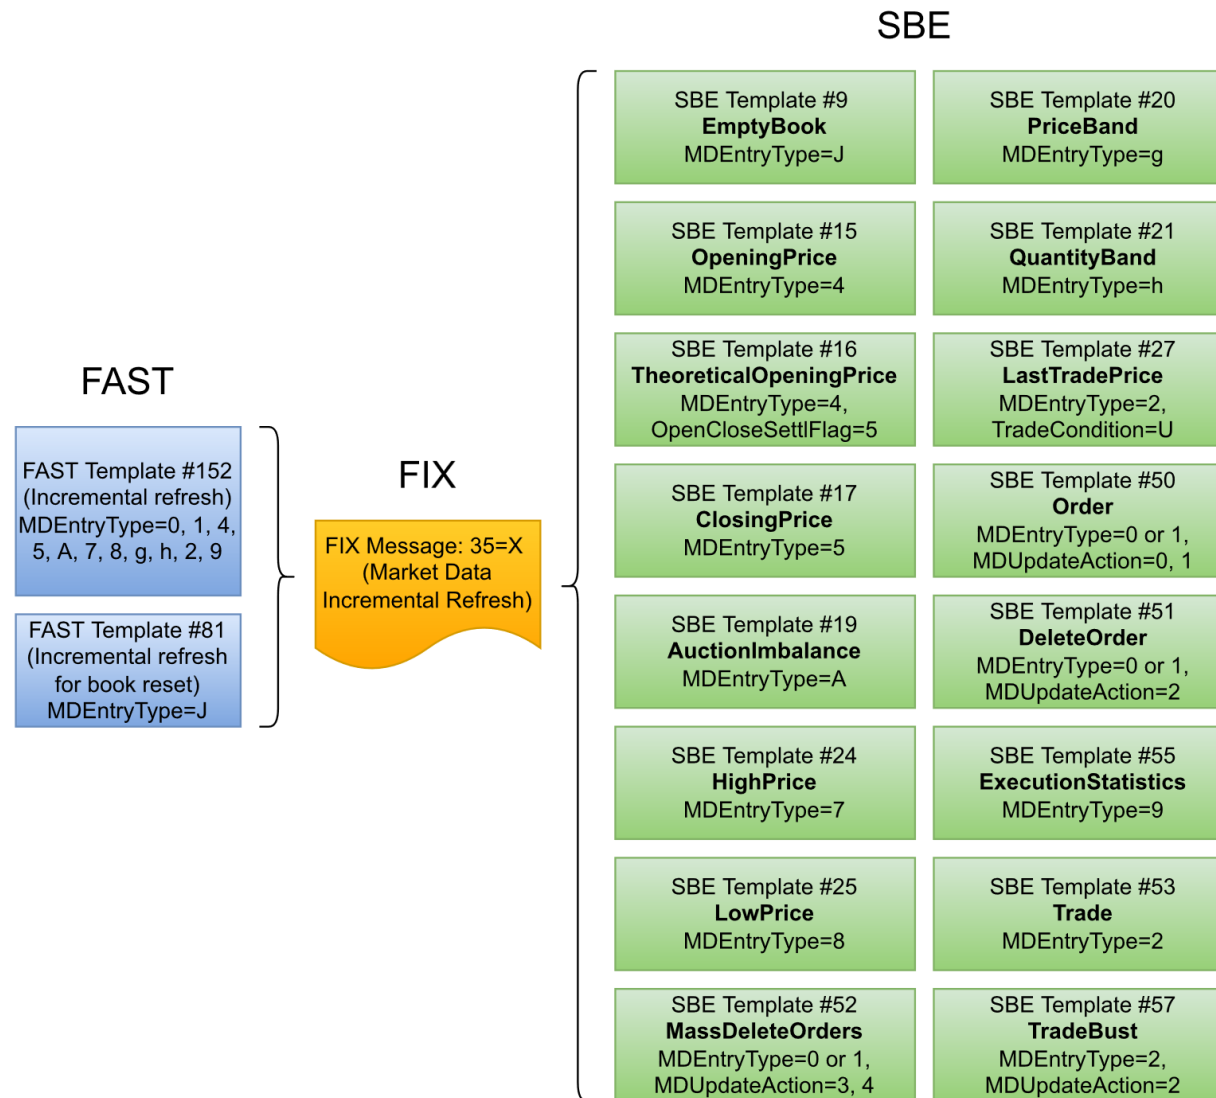 SBE
SBE Template #9
EmptyBook
MDEntryType=J
SBE Template #20
PriceBand
MDEntryType=g
SBE Template #15
OpeningPrice
MDEntryType=4
SBE Template #21
QuantityBand
MDEntryType=h
SBE Template #16
TheoreticalOpeningPrice
MDEntryType=4,
OpenCloseSettlFlag=5
SBE Template #27
LastTradePrice
MDEntryType=2,
TradeCondition=U
FAST
FAST Template #152
(Incremental refresh)
MDEntryType=0, 1, 4,
5, A, 7, 8, g, h, 2, 9
FAST Template #81
(Incremental refresh
for book reset)
MDEntryType=J
FIX
FIX Message: 35=X
(Market Data
Incremental Refresh)
SBE Template #17
ClosingPrice
MDEntryType=5
SBE Template #50
Order
MDEntryType=0 or 1,
MDUpdateAction=0, 1
SBE Template #19
AuctionImbalance
MDEntryType=A
SBE Template #51
DeleteOrder
MDEntryType=0 or 1,
MDUpdateAction=2
SBE Template #24
HighPrice
MDEntryType=7
SBE Template #55
ExecutionStatistics
MDEntryType=9
SBE Template #25
LowPrice
MDEntryType=8
SBE Template #53
Trade
MDEntryType=2
SBE Template #52
MassDeleteOrders
MDEntryType=0 or 1,
MDUpdateAction=3, 4
SBE Template #57
TradeBust
MDEntryType=2,
MDUpdateAction=2